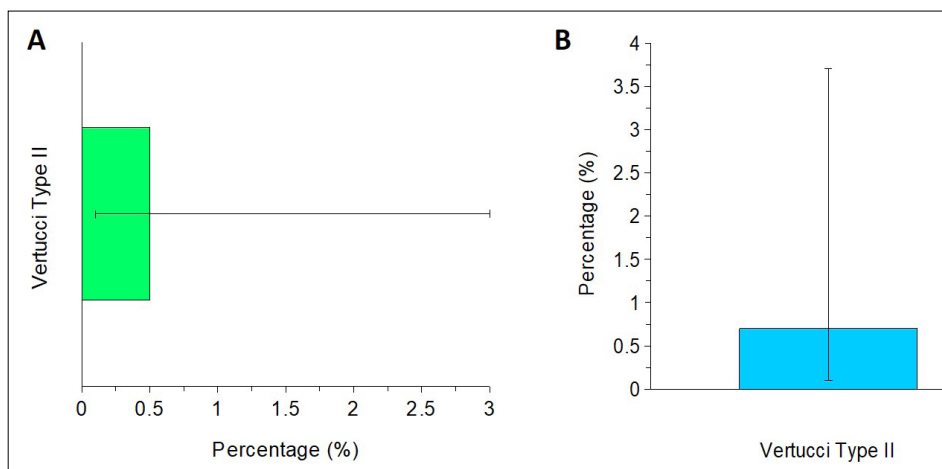 A
Vertucci Type II
0 0.5 1 1.5 2 2.5 3
Percentage (%)
B
Percentage (%)
4
3.5
3
2.5
2
1.5
1
0.5
0
Vertucci Type II